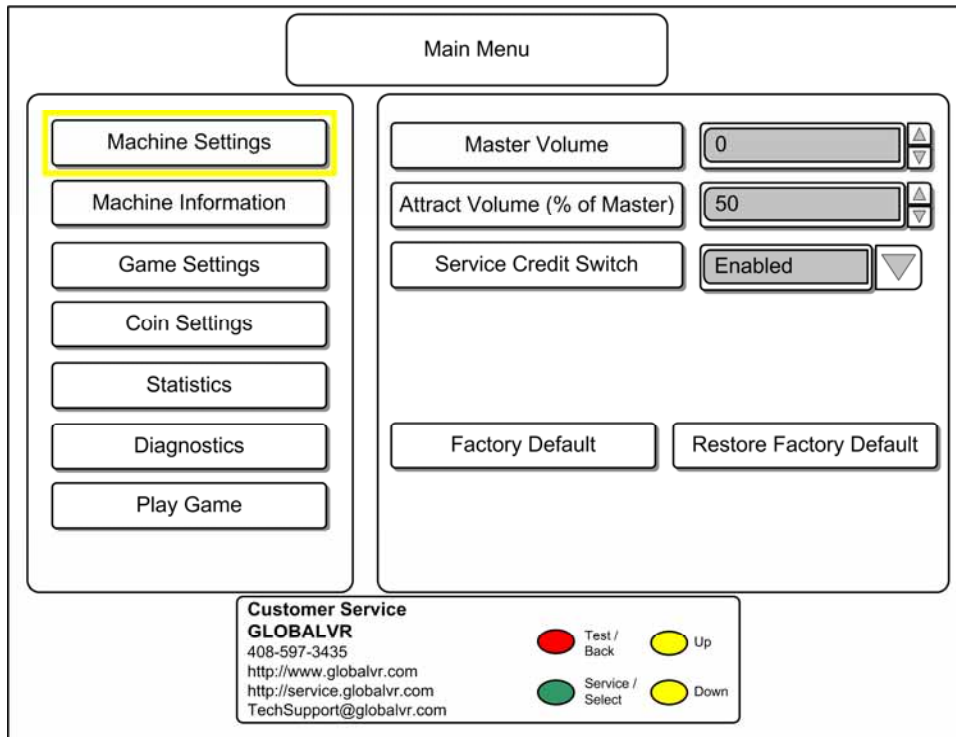 Main Menu
Machine Settings
Machine Information
Game Settings
Coin Settings
Statistics
Diagnostics
Play Game
Master Volume
0
Attract Volume (% of Master)
50
Service Credit Switch
Enabled
Factory Default
Restore Factory Default
Customer Service
GLOBALVR
408-597-3435
http://www.globalvr.com
http://service.globalvr.com
TechSupport@globalvr.com
Test /
Back
Up
Service /
Select
Down